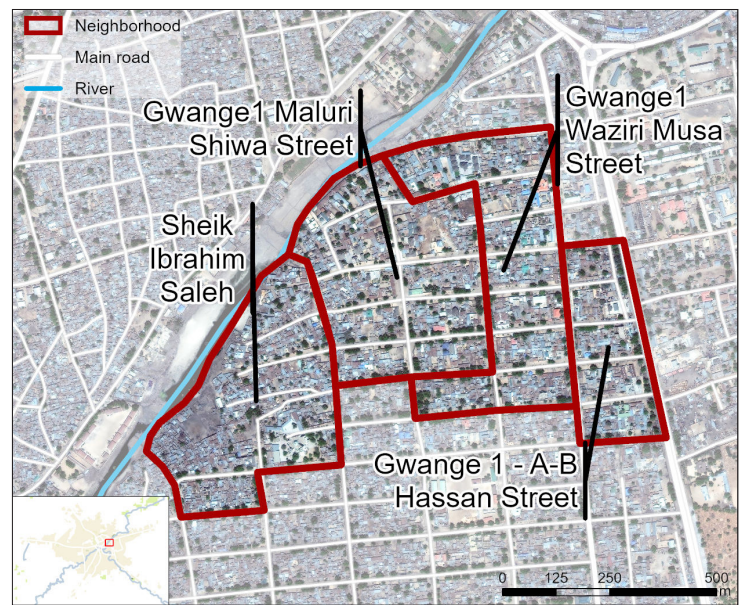 Neighborhood
Main road
River
Gwange1 Maluri
Shiwa Street
Gwange1
Waziri Musa
Street
Sheik
Ibrahim
Saleh
Gwange 1 - A-B
Hassan Street
0 125 250 500
m